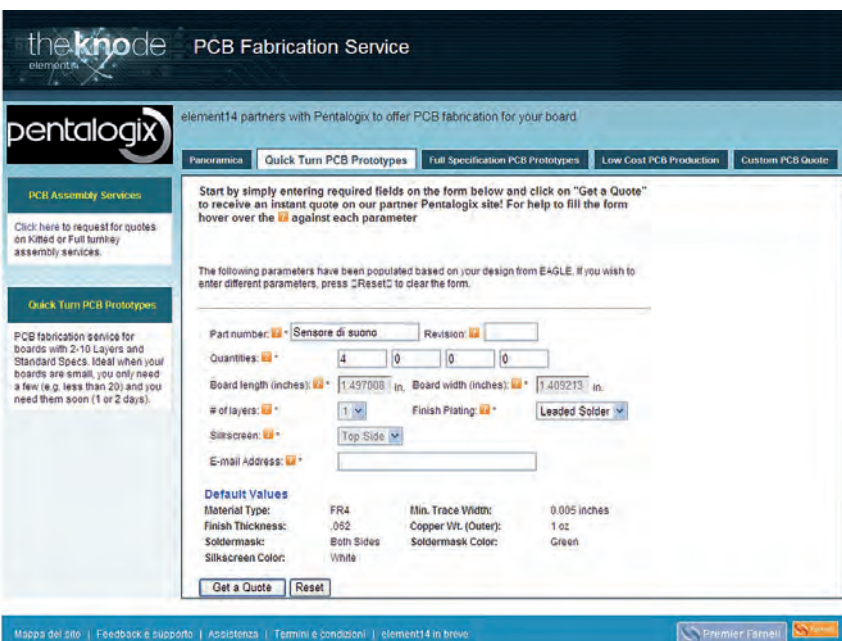 theknode
element14
PCB Fabrication Service
pentalogix
element14 partners with Pentalogix to offer PCB fabrication for your board
Panoramica
Quick Turn PCB Prototypes
Full Specification PCB Prototypes
Low Cost PCB Production
Custom PCB Quote
PCB Assembly Services
Click here to request for quotes
on Kitted or Full turnkey
assembly services.
Quick Turn PCB Prototypes
PCB fabrication service for
boards with 2-10 Layers and
Standard Specs. Ideal when your
boards are small, you only need
a few (e.g. less than 20) and you
need them soon (1 or 2 days).
Start by simply entering required fields on the form below and click on "Get a Quote"
to receive an instant quote on our partner Pentalogix site! For help to fill the form
hover over the ? against each parameter
The following parameters have been populated based on your design from EAGLE. If you wish to
enter different parameters, press □Reset□ to clear the form.
Part number: ? * Sensore di suono Revision: ?
Quantities: ? * 4 0 0 0
Board length (inches): ? * 1.497008 in. Board width (inches): ? * 1.409213 in.
# of layers: ? * 1 Finish Plating: ? * Leaded Solder
Silkscreen: ? * Top Side
E-mail Address: ? *
Default Values
Material Type: FR4 Min. Trace Width: 0.005 inches
Finish Thickness: .062 Copper Wt. (Outer): 1 oz
Soldermask: Both Sides Soldermask Color: Green
Silkscreen Color: White
Get a Quote Reset
Mappa del sito | Feedback e supporto | Assistenza | Termini e condizioni | element14 in breve
Premier Farnell